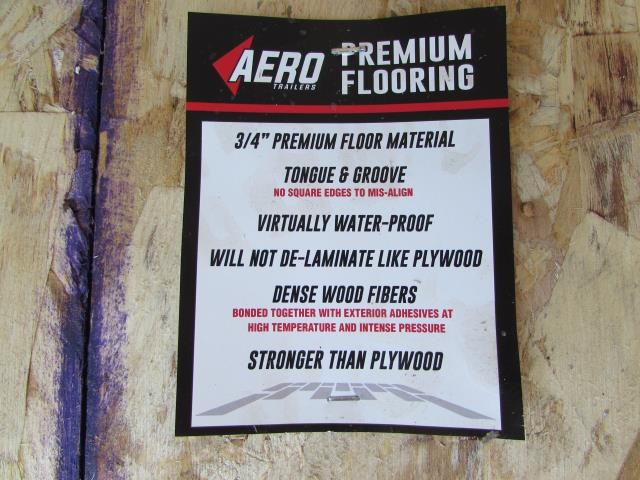 AERO
TRAILERS
PREMIUM
FLOORING
3/4” PREMIUM FLOOR MATERIAL
TONGUE & GROOVE
NO SQUARE EDGES TO MIS-ALIGN
VIRTUALLY WATER-PROOF
WILL NOT DE-LAMINATE LIKE PLYWOOD
DENSE WOOD FIBERS
BONDED TOGETHER WITH EXTERIOR ADHESIVES AT
HIGH TEMPERATURE AND INTENSE PRESSURE
STRONGER THAN PLYWOOD